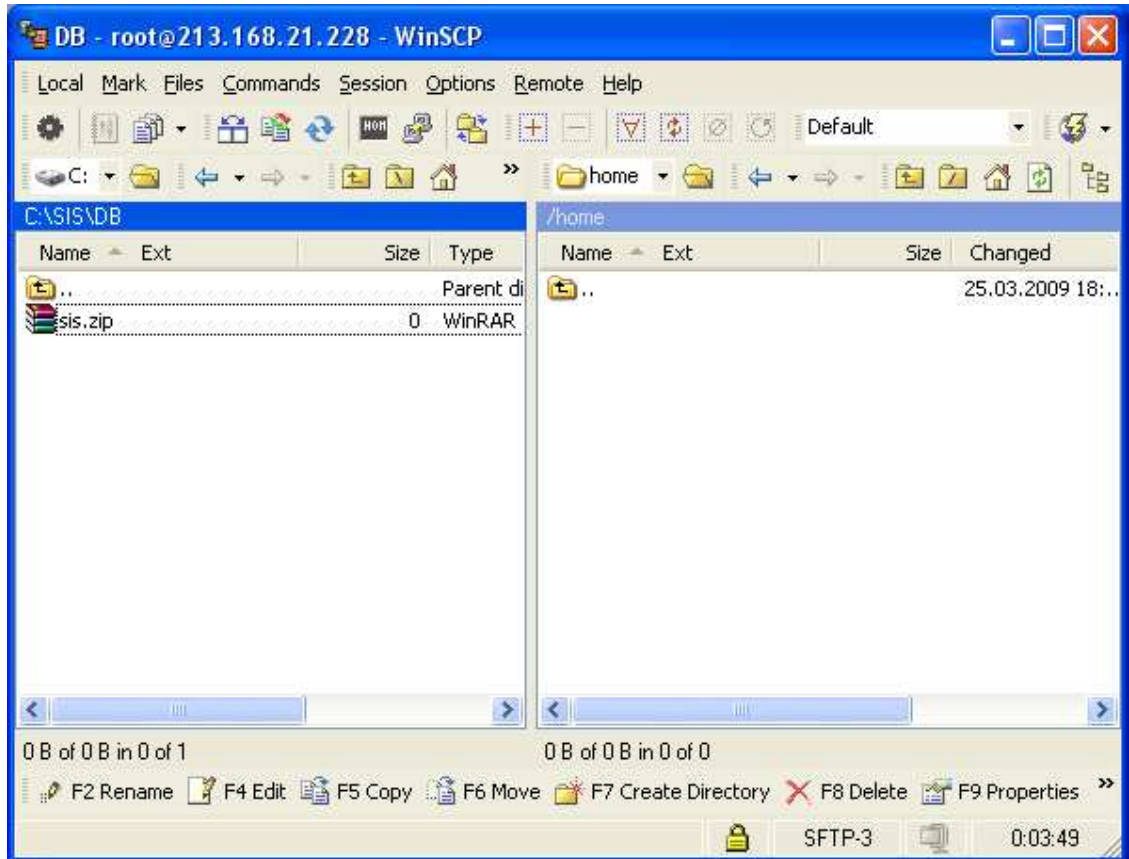 DB - root@213.168.21.228 - WinSCP
Local Mark Files Commands Session Options Remote Help
Default
C: » home
C:\SIS\DB /home
Name Ext Size Type Name Ext Size Changed
.. Parent di .. 25.03.2009 18:..
sis.zip 0 WinRAR
0 B of 0 B in 0 of 1 0 B of 0 B in 0 of 0
F2 Rename F4 Edit F5 Copy F6 Move F7 Create Directory F8 Delete F9 Properties »
SFTP-3 0:03:49